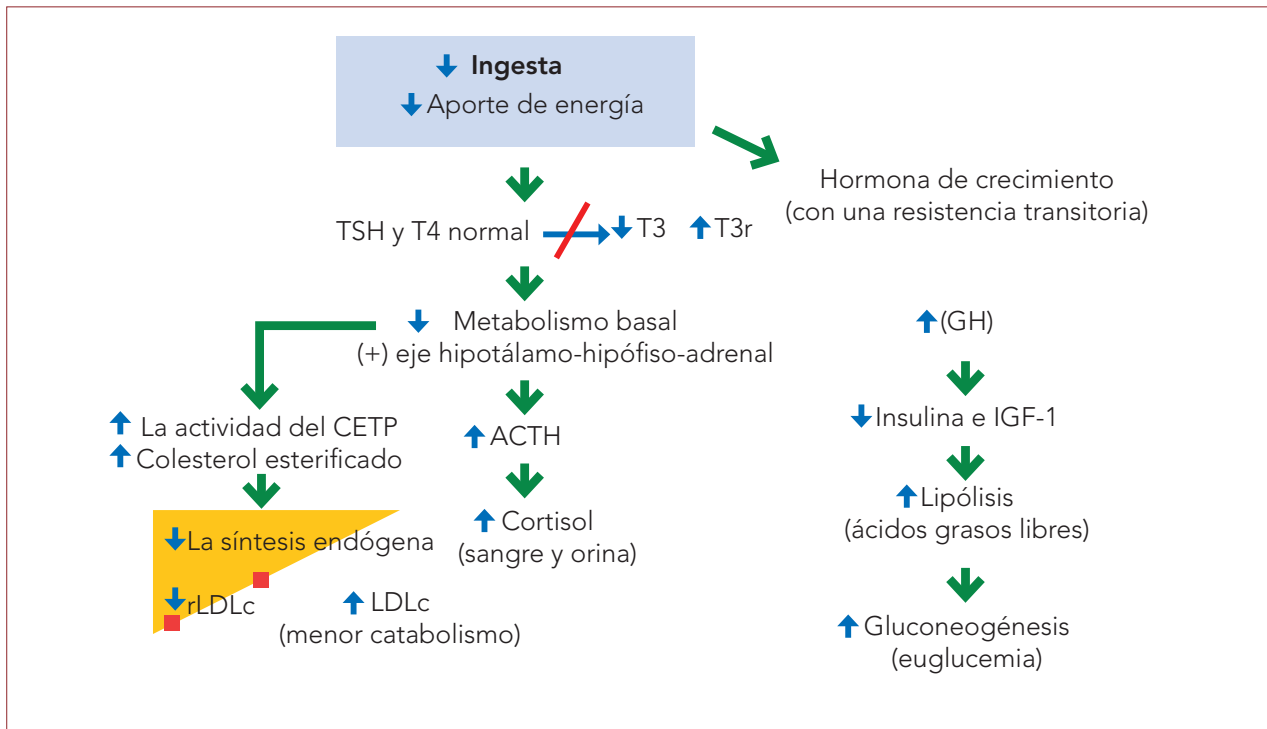 Ingesta
Aporte de energía
Hormona de crecimiento
(con una resistencia transitoria)
TSH y T4 normal
T3
T3r
Metabolismo basal
(+) eje hipotálamo-hipófiso-adrenal
(GH)
La actividad del CETP
Colesterol esterificado
ACTH
Insulina e IGF-1
La síntesis endógena
Cortisol
(sangre y orina)
Lipólisis
(ácidos grasos libres)
rLDLc
LDLc
(menor catabolismo)
Gluconeogénesis
(euglucemia)